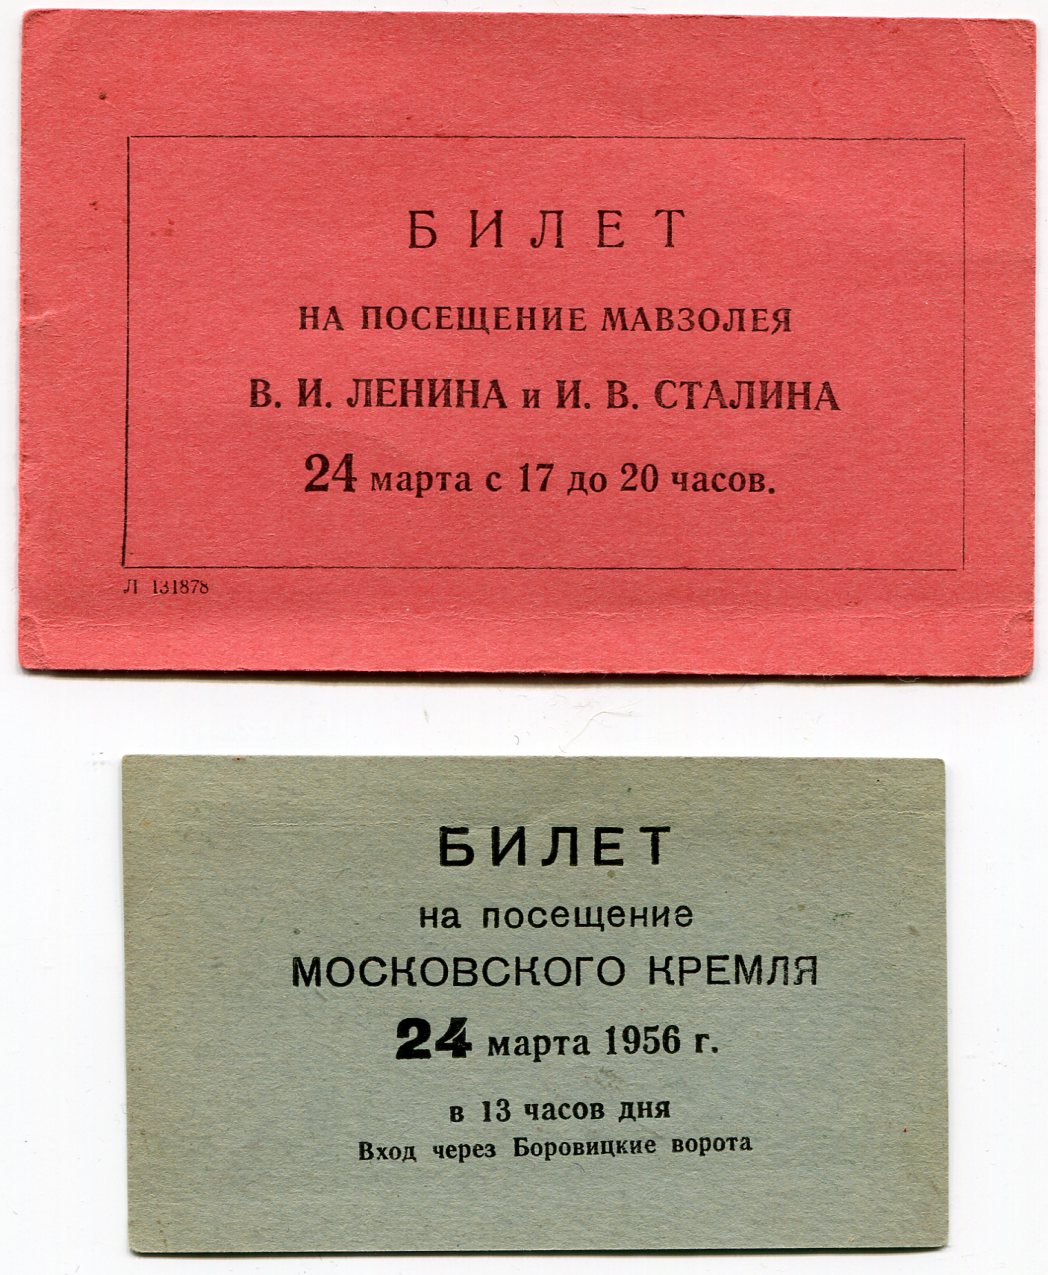 БИЛЕТ
НА ПОСЕЩЕНИЕ МАВЗОЛЕЯ
В. И. ЛЕНИНА и И. В. СТАЛИНА
24 марта с 17 до 20 часов.
Л 131878
БИЛЕТ
на посещение
МОСКОВСКОГО КРЕМЛЯ
24 марта 1956 г.
в 13 часов дня
Вход через Боровицкие ворота